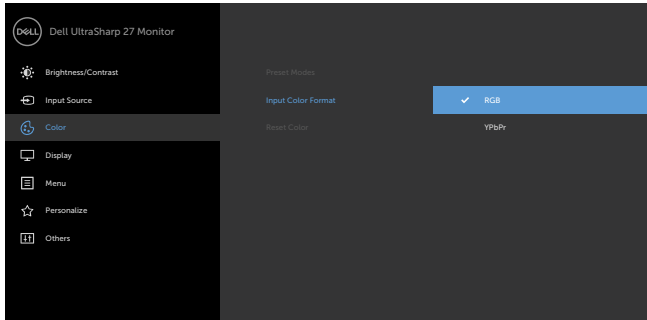 DELL Dell UltraSharp 27 Monitor
Brightness/Contrast
Input Source
Color
Display
Menu
Personalize
Others
Preset Modes
Input Color Format
Reset Color
RGB
YPbPr